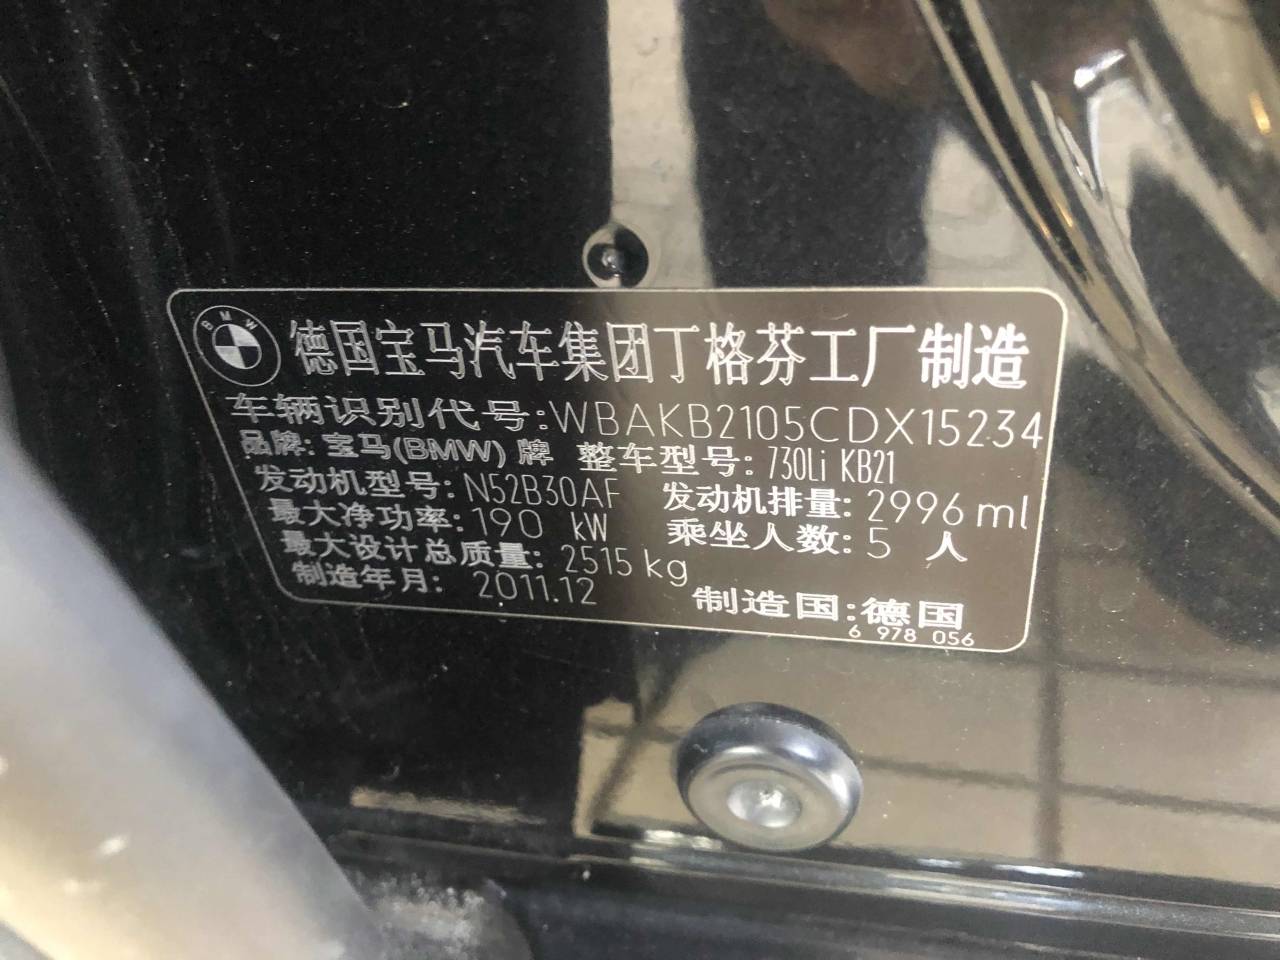 BMW
德国宝马汽车集团丁格芬工厂制造
车辆识别代号:WBAKB2105CDX15234
品牌:宝马(BMW)牌 整车型号:730Li KB21
发动机型号:N52B30AF 发动机排量:2996ml
最大净功率:190 kW 乘坐人数:5 人
最大设计总质量:2515kg
制造年月:2011.12 制造国:德国
6 978 056